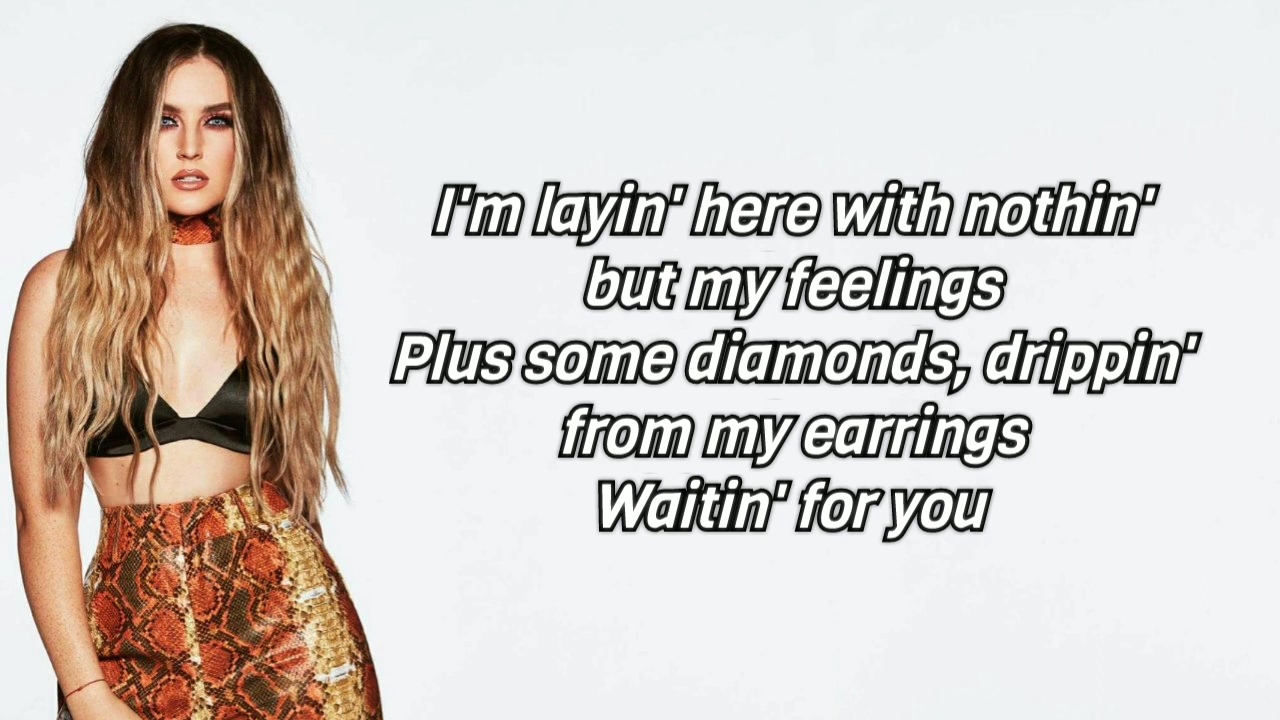 I'm layin' here with nothin'
but my feelings
Plus some diamonds, drippin'
from my earrings
Waitin' for you